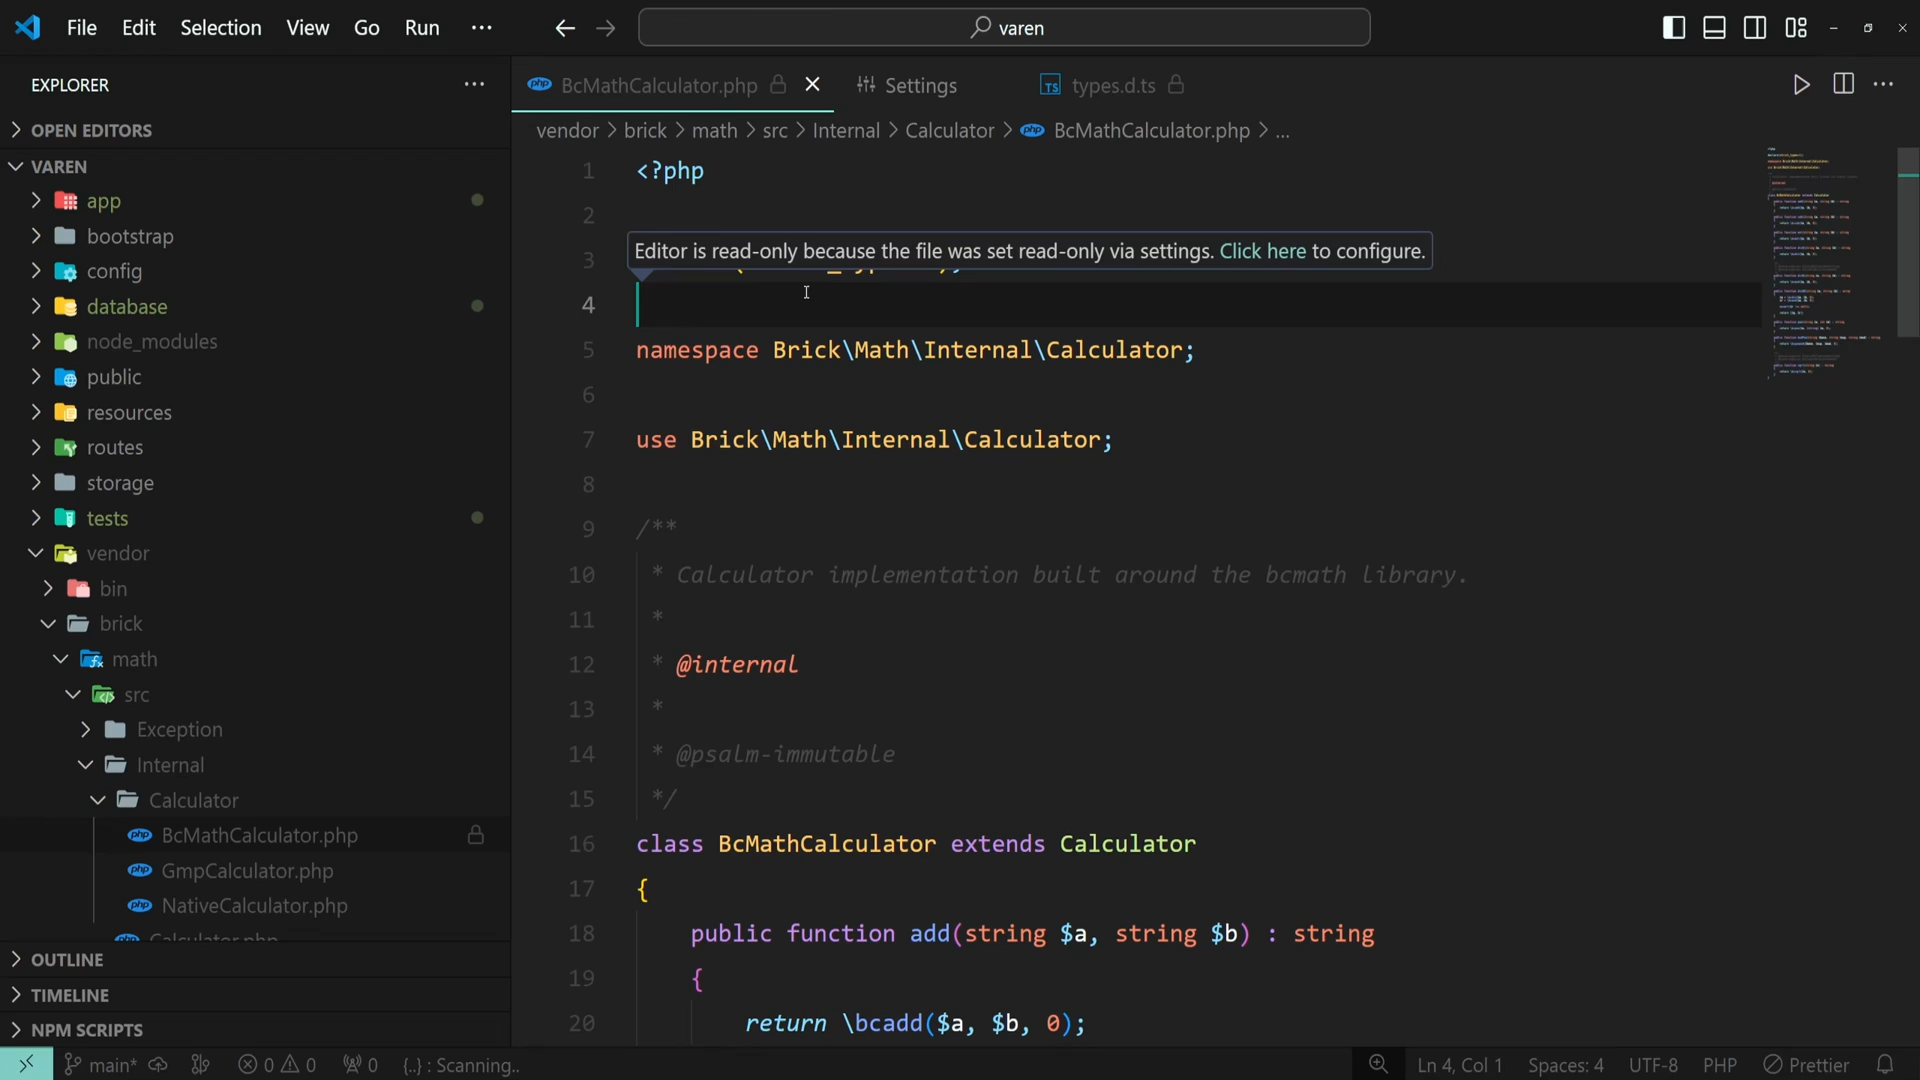 File Edit Selection View Go Run ···
varen
EXPLORER ···
OPEN EDITORS
VAREN
app
bootstrap
config
database
node_modules
public
resources
routes
storage
tests
vendor
bin
brick
math
src
Exception
Internal
Calculator
BcMathCalculator.php
GmpCalculator.php
NativeCalculator.php
Calculator.php
OUTLINE
TIMELINE
NPM SCRIPTS
BcMathCalculator.php
Settings
TS types.d.ts
vendor > brick > math > src > Internal > Calculator > php BcMathCalculator.php > ...
1 <?php
2
Editor is read-only because the file was set read-only via settings. Click here to configure.
3
4
5 namespace Brick\Math\Internal\Calculator;
6
7 use Brick\Math\Internal\Calculator;
8
9 /**
10 * Calculator implementation built around the bcmath library.
11 *
12 * @internal
13 *
14 * @psalm-immutable
15 */
16 class BcMathCalculator extends Calculator
17 {
18 public function add(string $a, string $b) : string
19 {
20 return \bcadd($a, $b, 0);
main* 0 0 0 {..} : Scanning.. Ln 4, Col 1 Spaces: 4 UTF-8 PHP Prettier